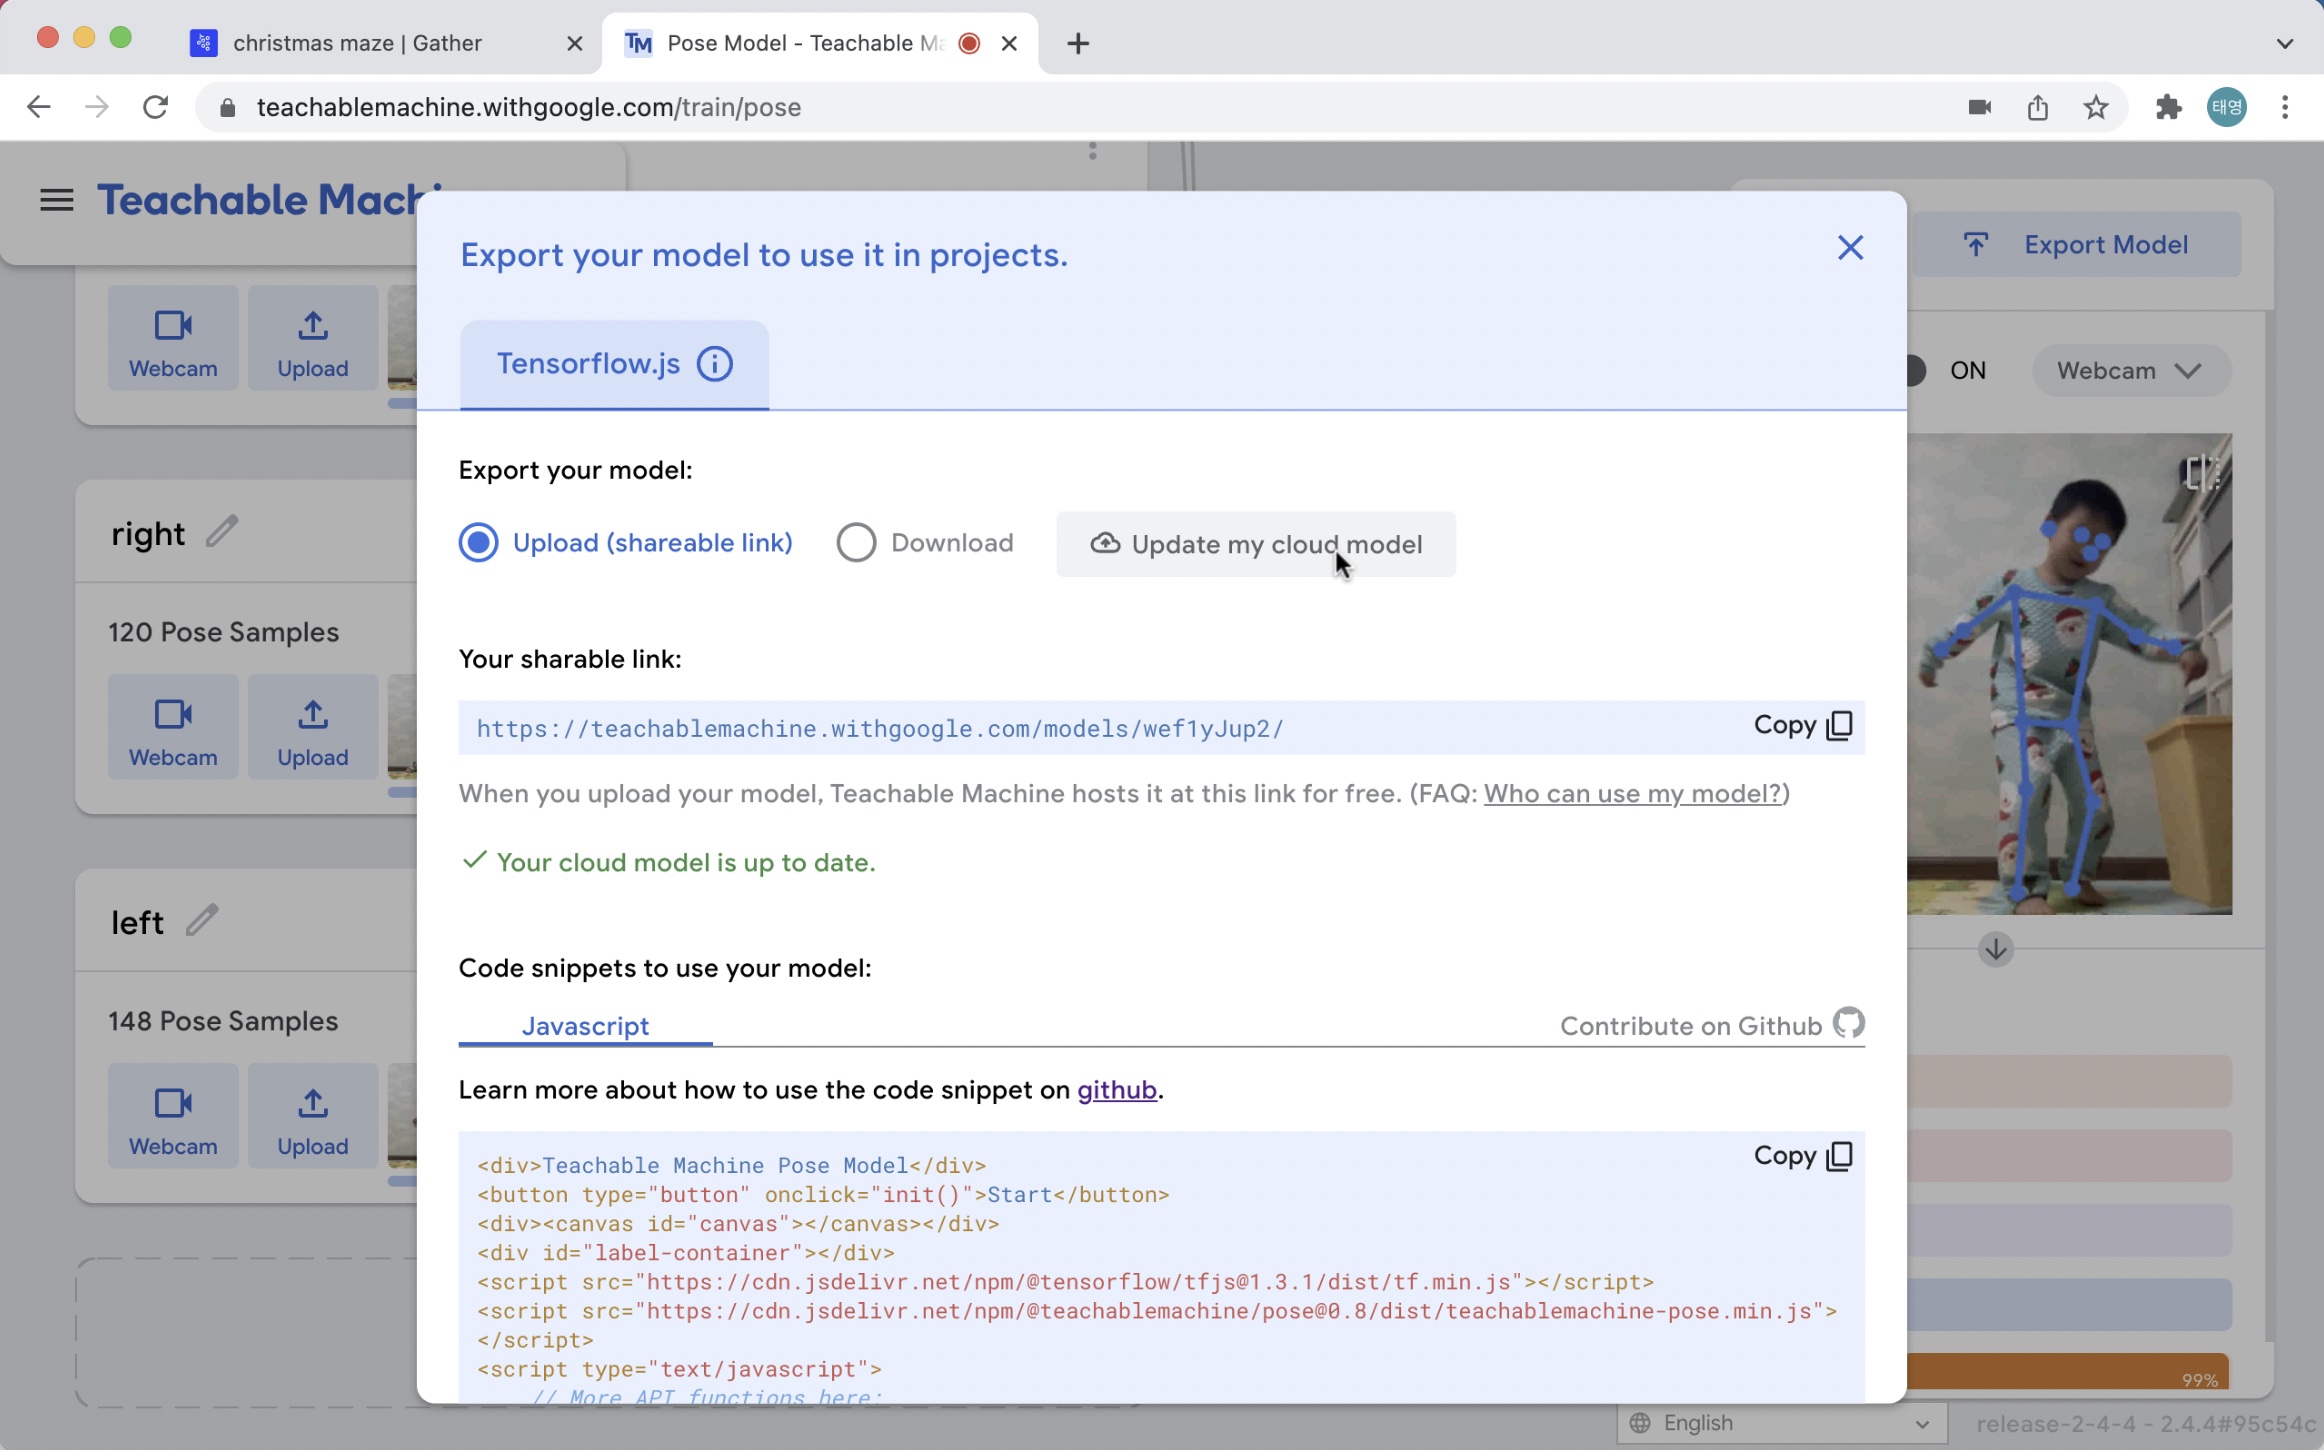 christmas maze | Gather
TM Pose Model - Teachable Ma
teachablemachine.withgoogle.com/train/pose
태영
Teachable Machi
Export Model
Export your model to use it in projects.
Tensorflow.js
ON
Webcam
Webcam
Upload
Export your model:
Upload (shareable link)
Download
Update my cloud model
right
120 Pose Samples
Webcam
Upload
Your sharable link:
https://teachablemachine.withgoogle.com/models/wef1yJup2/
Copy
When you upload your model, Teachable Machine hosts it at this link for free. (FAQ: Who can use my model?)
Your cloud model is up to date.
left
148 Pose Samples
Webcam
Upload
Code snippets to use your model:
Javascript
Contribute on Github
Learn more about how to use the code snippet on github.
Copy
<div>Teachable Machine Pose Model</div>
<button type="button" onclick="init()">Start</button>
<div><canvas id="canvas"></canvas></div>
<div id="label-container"></div>
<script src="https://cdn.jsdelivr.net/npm/@tensorflow/tfjs@1.3.1/dist/tf.min.js"></script>
<script src="https://cdn.jsdelivr.net/npm/@teachablemachine/pose@0.8/dist/teachablemachine-pose.min.js">
</script>
<script type="text/javascript">
// More API functions here:
99%
English
release-2-4-4 - 2.4.4#95c54c